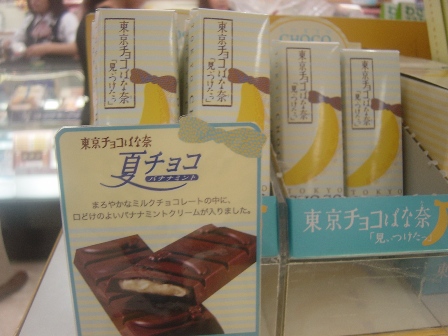 東京チョコばな奈
「見ぃつけたっ」
東京チョコばな奈
「見ぃつけたっ」
東京チョコばな奈
「見ぃつけたっ」
東京チョコばな奈
「見ぃつけたっ」
CHOCO
東京チョコばな奈
夏チョコ
バナナミント
まろやかなミルクチョコレートの中に、
口どけのよいバナナミントクリームが入りました。
TOKYO
TOKYO
東京チョコばな奈
「見ぃつけたっ」